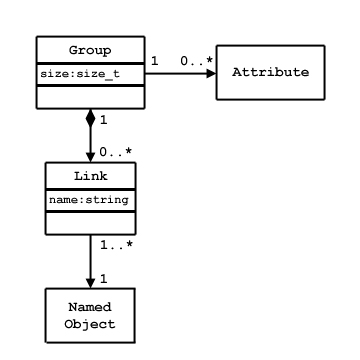 Group
size:size_t
1 0..*
Attribute
1
0..*
Link
name:string
1..*
1
Named
Object